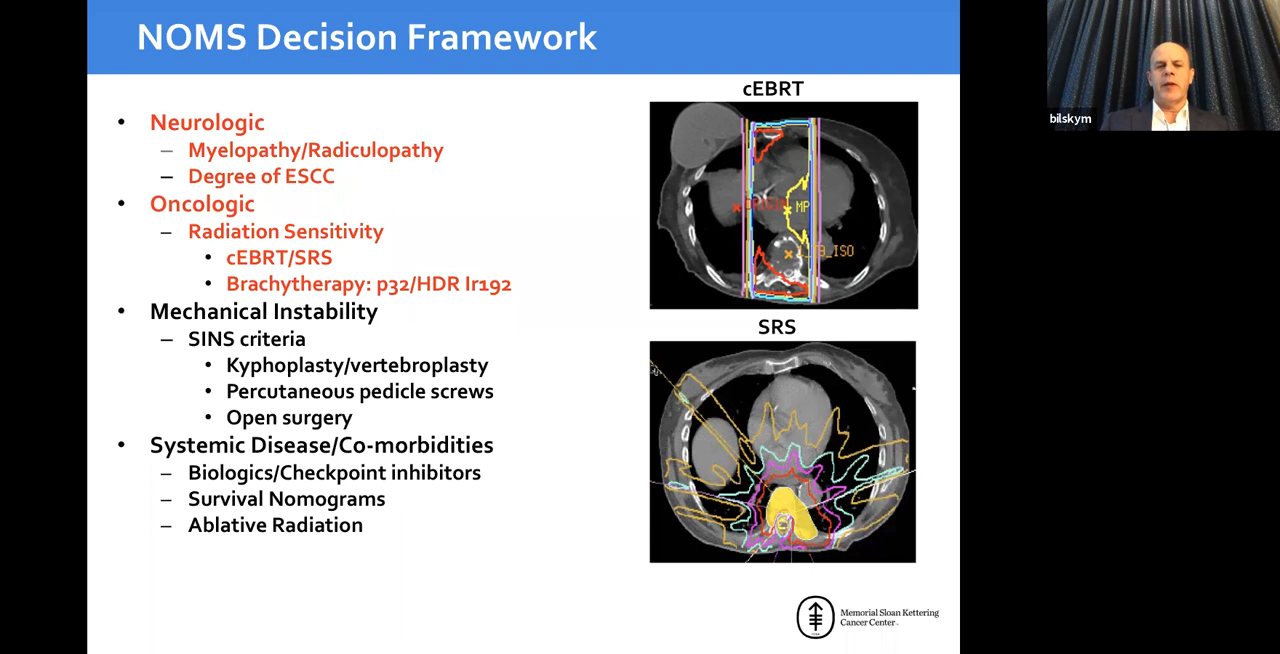 NOMS Decision Framework
• Neurologic
– Myelopathy/Radiculopathy
– Degree of ESCC
• Oncologic
– Radiation Sensitivity
• cEBRT/SRS
• Brachytherapy: p32/HDR Ir192
• Mechanical Instability
– SINS criteria
• Kyphoplasty/vertebroplasty
• Percutaneous pedicle screws
• Open surgery
• Systemic Disease/Co-morbidities
– Biologics/Checkpoint inhibitors
– Survival Nomograms
– Ablative Radiation
cEBRT
MP
SRS
Memorial Sloan Kettering
Cancer Center
bilskym